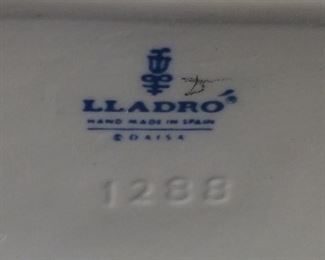 LLADRÓ
HAND MADE IN SPAIN
© DAISA
1288